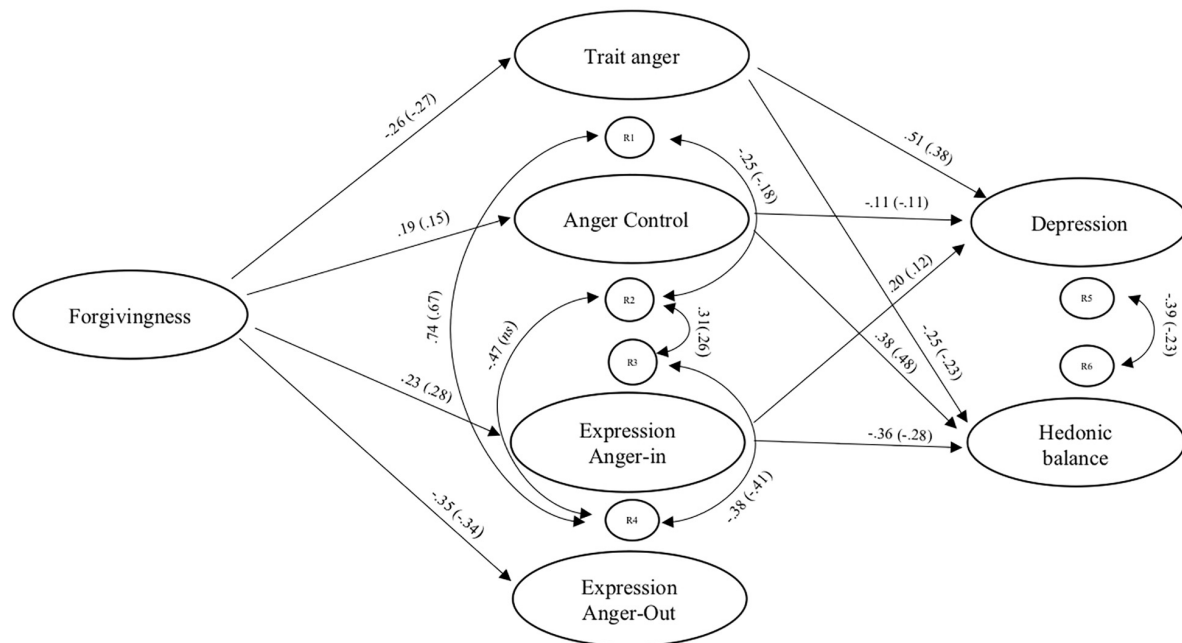 Trait anger
-.26 (-.27)
R1
.51 (.38)
-.25 (-.18)
Anger Control
.19 (.15)
-.11 (-.11)
Depression
Forgivingness
.74 (.67)
R2
-.47 (ns)
.31(.26)
R3
.20 (.12)
.38 (.48)
-.25 (-.23)
R5
-.39 (-.23)
R6
.23 (.28)
Expression
Anger-in
-.36 (-.28)
Hedonic
balance
-.38 (-.41)
R4
-.35 (-.34)
Expression
Anger-Out